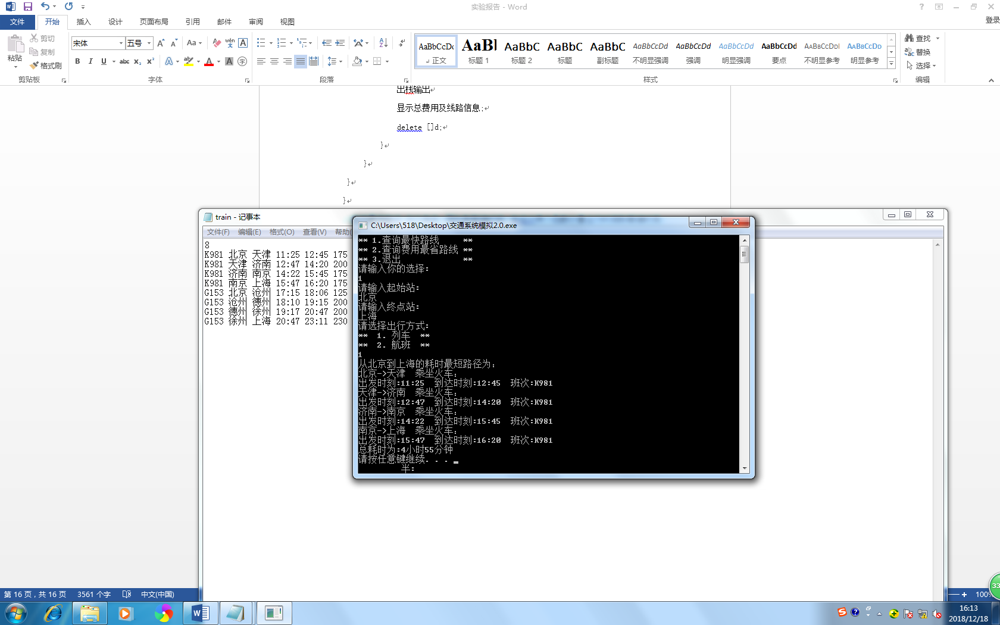 实验报告 - Word
文件 开始 插入 设计 页面布局 引用 邮件 审阅 视图
登录
粘贴 剪切 复制 格式刷
剪贴板
宋体 五号
字体
段落
AaBbCcDc AaBl AaBbC AaBbC AaBbC AaBbCcDd AaBbCcDd AaBbCcDd AaBbCcDd AaBbCcDd AaBbCcDd
正文 标题 1 标题 2 标题 副标题 不明显强调 强调 明显强调 要点 不明显参考 明显参考
样式
查找
替换
选择
编辑
出栈输出
显示总费用及线路信息;
delete []d;
}
}
}
}
train - 记事本
文件(F) 编辑(E) 格式(O) 查看(V) 帮助(
8
K981 北京 天津 11:25 12:45 175
K981 天津 济南 12:47 14:20 200
K981 济南 南京 14:22 15:45 175
K981 南京 上海 15:47 16:20 175
G153 北京 沧州 17:15 18:06 125
G153 沧州 德州 18:10 19:15 200
G153 德州 徐州 19:17 20:47 200
G153 徐州 上海 20:47 23:11 230
C:\Users\518\Desktop\交通系统模拟2.0.exe
** 1.查询最快路线 **
** 2.查询费用最省路线 **
** 3.退出 **
请输入你的选择:
1
请输入起始站:
北京
请输入终点站:
上海
请选择出行方式:
** 1. 列车 **
** 2. 航班 **
1
从北京到上海的耗时最短路径为:
北京->天津 乘坐火车:
出发时刻:11:25 到达时刻:12:45 班次:K981
天津->济南 乘坐火车:
出发时刻:12:47 到达时刻:14:20 班次:K981
济南->南京 乘坐火车:
出发时刻:14:22 到达时刻:15:45 班次:K981
南京->上海 乘坐火车:
出发时刻:15:47 到达时刻:16:20 班次:K981
总耗时为:4小时55分钟
请按任意键继续. . .
半:
第 16 页，共 16 页 3561 个字 中文(中国)
100%
33
16:13
2018/12/18